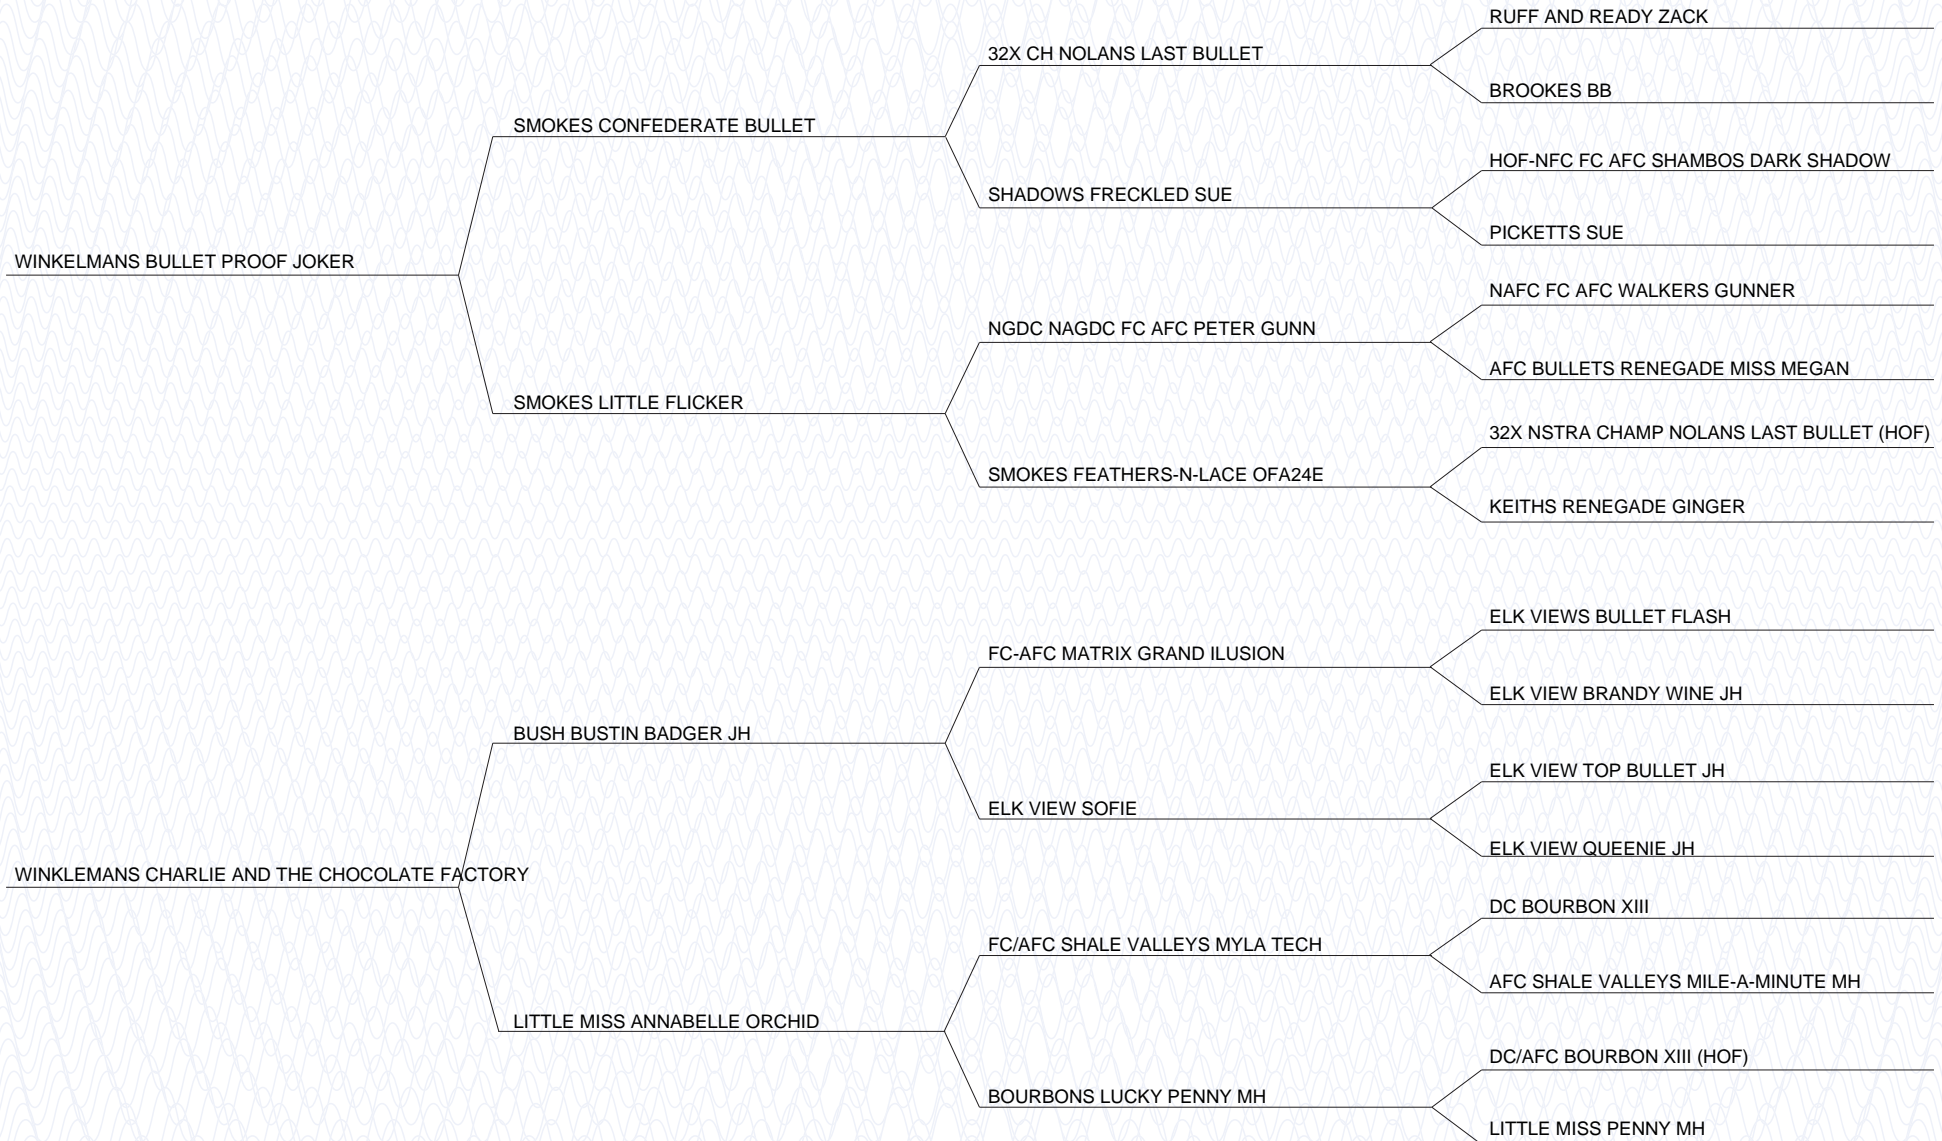 RUFF AND READY ZACK
32X CH NOLANS LAST BULLET
BROOKES BB
SMOKES CONFEDERATE BULLET
HOF-NFC FC AFC SHAMBOS DARK SHADOW
SHADOWS FRECKLED SUE
PICKETTS SUE
WINKELMANS BULLET PROOF JOKER
NAFC FC AFC WALKERS GUNNER
NGDC NAGDC FC AFC PETER GUNN
AFC BULLETS RENEGADE MISS MEGAN
SMOKES LITTLE FLICKER
32X NSTRA CHAMP NOLANS LAST BULLET (HOF)
SMOKES FEATHERS-N-LACE OFA24E
KEITHS RENEGADE GINGER
ELK VIEWS BULLET FLASH
FC-AFC MATRIX GRAND ILUSION
ELK VIEW BRANDY WINE JH
BUSH BUSTIN BADGER JH
ELK VIEW TOP BULLET JH
ELK VIEW SOFIE
ELK VIEW QUEENIE JH
WINKLEMANS CHARLIE AND THE CHOCOLATE FACTORY
DC BOURBON XIII
FC/AFC SHALE VALLEYS MYLA TECH
AFC SHALE VALLEYS MILE-A-MINUTE MH
LITTLE MISS ANNABELLE ORCHID
DC/AFC BOURBON XIII (HOF)
BOURBONS LUCKY PENNY MH
LITTLE MISS PENNY MH